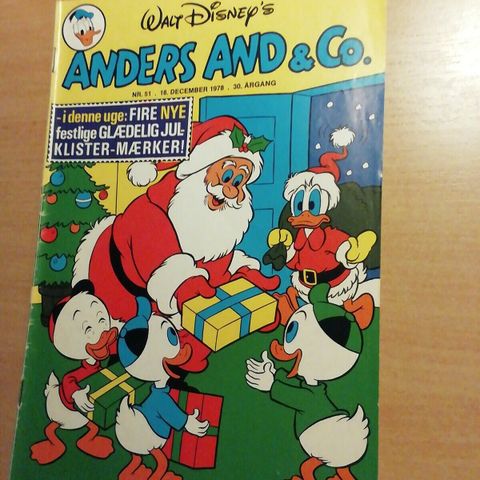 WALT DISNEY'S
ANDERS AND & CO.
NR. 51 . 18. DECEMBER 1978 . 30. ÅRGANG
- i denne uge: FIRE NYE
festlige GLÆDELIG JUL
KLISTER-MÆRKER!